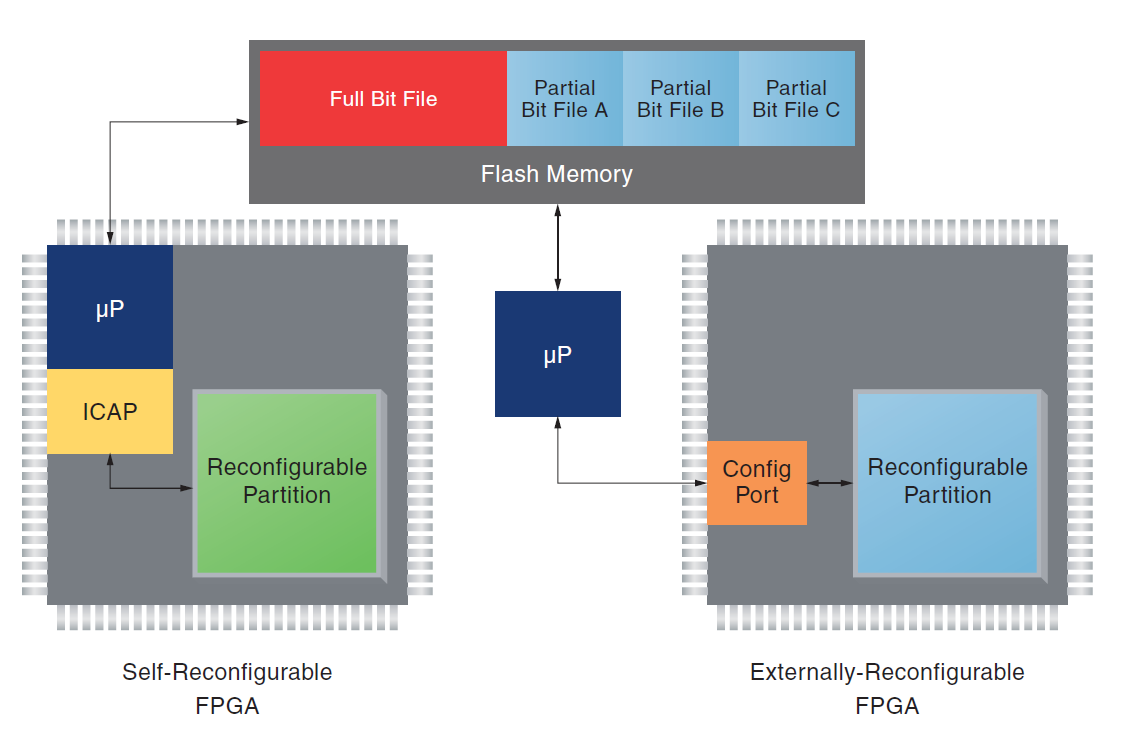 Full Bit File
Partial
Bit File A
Partial
Bit File B
Partial
Bit File C
Flash Memory
μP
ICAP
Reconfigurable
Partition
μP
Config
Port
Reconfigurable
Partition
Self-Reconfigurable
FPGA
Externally-Reconfigurable
FPGA